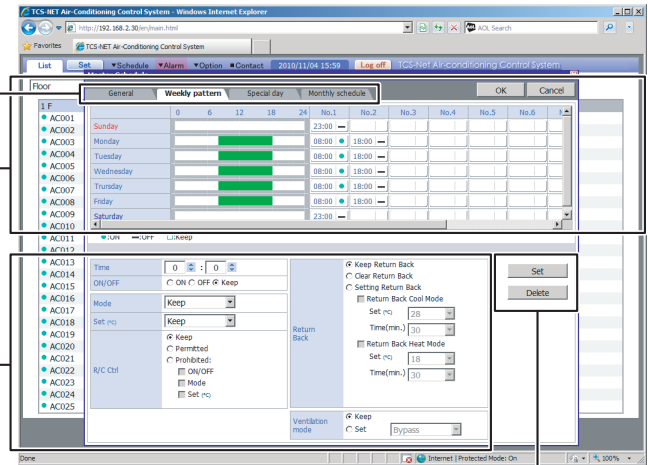 TCS-NET Air-Conditioning Control System - Windows Internet Explorer
http://192.168.2.30/en/main.html
AOL Search
Favorites TCS-NET Air-Conditioning Control System
List Set ▼Schedule ▼Alarm ▼Option ■Contact 2010/11/04 15:59 Log off TCS-Net Air-conditioning Control System
Floor
General Weekly pattern Special day Monthly schedule OK Cancel
1 F
0 6 12 18 24 No.1 No.2 No.3 No.4 No.5 No.6
AC001 Sunday 23:00 —
AC002 Monday 08:00 ● 18:00 —
AC003 Tuesday 08:00 ● 18:00 —
AC004 Wednesday 08:00 ● 18:00 —
AC005 Trursday 08:00 ● 18:00 —
AC006 Friday 08:00 ● 18:00 —
AC007 Saturday 23:00 —
AC008
AC009
AC010
AC011 ●:ON —:OFF □:Keep
AC012
AC013
AC014
AC015
AC016
AC017
AC018
AC019
AC020
AC021
AC022
AC023
AC024
AC025
Time 0 : 0
ON/OFF ON OFF Keep
Mode Keep
Set (°C) Keep
R/C Ctrl
Keep
Permitted
Prohibited:
ON/OFF
Mode
Set (°C)
Return Back
Keep Return Back
Clear Return Back
Setting Return Back
Return Back Cool Mode
Set (°C) 28
Time(min.) 30
Return Back Heat Mode
Set (°C) 18
Time(min.) 30
Ventilation mode
Keep
Set Bypass
Set
Delete
Done Internet | Protected Mode: On 100%